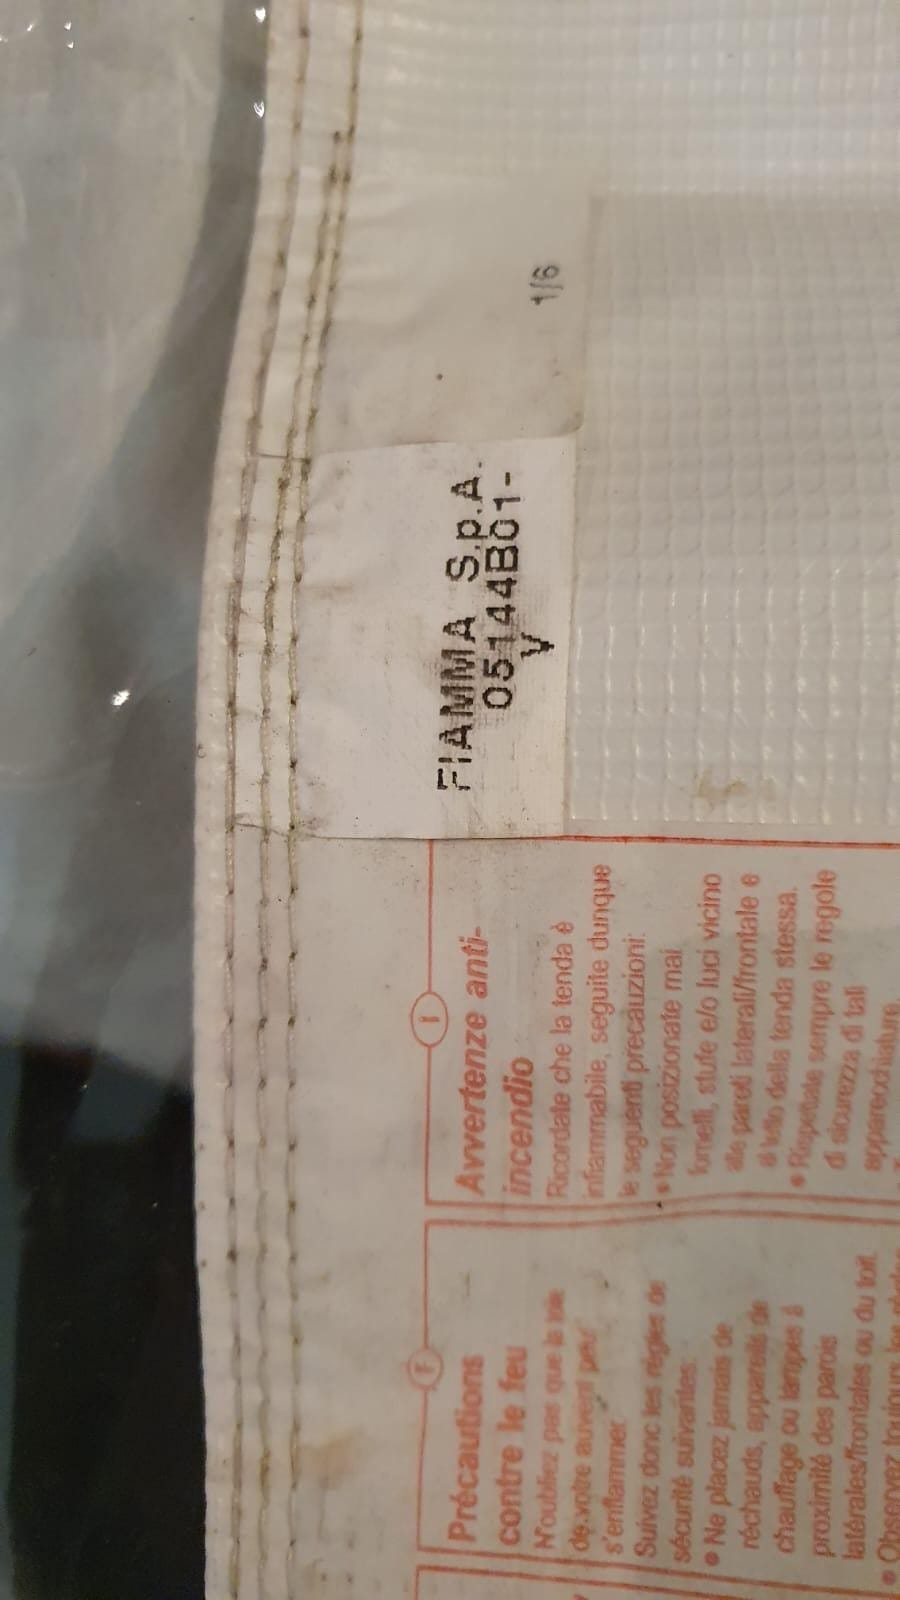 1/6
FIAMMA S.p.A.
05144B01-
V
I
Avvertenze anti-
incendio
Ricordate che la tenda è
infiammabile, seguite dunque
le seguenti precauzioni:
• Non posizionate mai
fornelli, stufe e/o luci vicino
alle pareti laterali/frontale e
al tetto della tenda stessa.
• Rispettate sempre le regole
di sicurezza di tali
apparecchiature
F
Précautions
contre le feu
N'oubliez pas que la toile
de votre auvent peut
s'enflammer.
Suivez donc les règles de
sécurité suivantes:
• Ne placez jamais de
réchauds, appareils de
chauffage ou lampes à
proximité des parois
latérales/frontales ou du toit.
• Observez toujours les